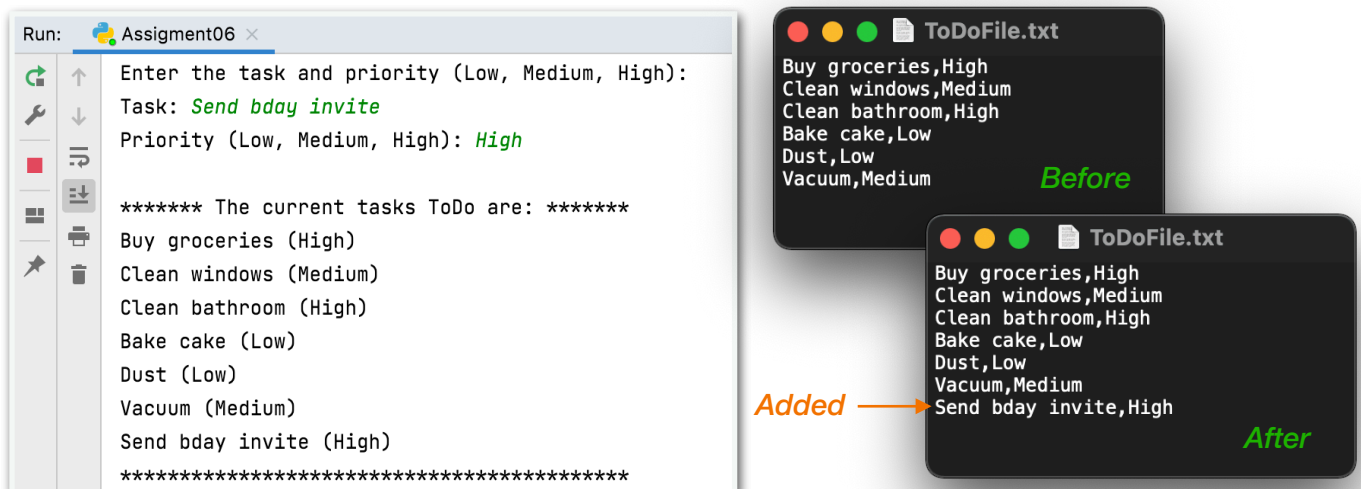 Run: Assigment06
Enter the task and priority (Low, Medium, High):
Task: Send bday invite
Priority (Low, Medium, High): High
******* The current tasks ToDo are: *******
Buy groceries (High)
Clean windows (Medium)
Clean bathroom (High)
Bake cake (Low)
Dust (Low)
Vacuum (Medium)
Send bday invite (High)
*******************************************
ToDoFile.txt
Buy groceries,High
Clean windows,Medium
Clean bathroom,High
Bake cake,Low
Dust,Low
Vacuum,Medium
Before
ToDoFile.txt
Buy groceries,High
Clean windows,Medium
Clean bathroom,High
Bake cake,Low
Dust,Low
Vacuum,Medium
Added
Send bday invite,High
After